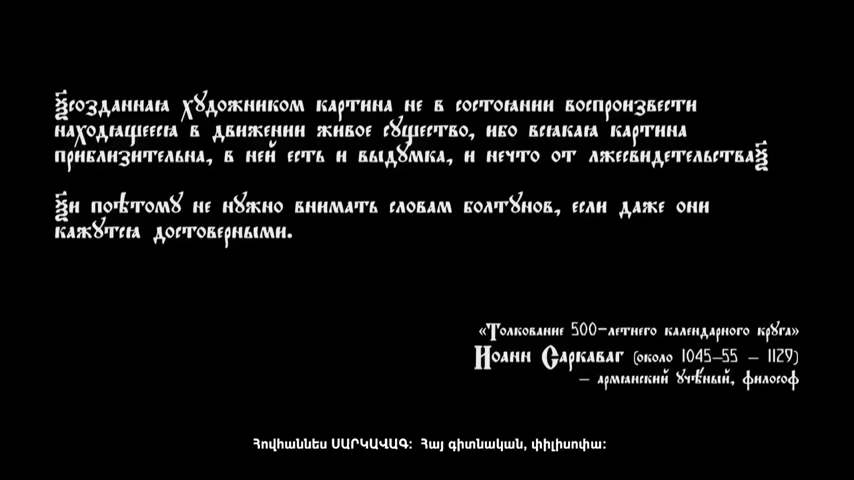 созданная художником картина не в состоянии воспроизвести
находящееся в движении живое существо, ибо всякая картина
приблизительна, в ней есть и выдумка, и нечто от лжесвидетельства
и поѣтому не нужно внимать словам болтунов, если даже они
кажутся достоверными.
«Толкование 500-летнего календарного круга»
Иоанн Саркаваг (около 1045–55 – 1129)
– армянский учёный, философ
Հովհաննես ՍԱՐԿԱՎԱԳ: Հայ գիտնական, փիլիսոփա: